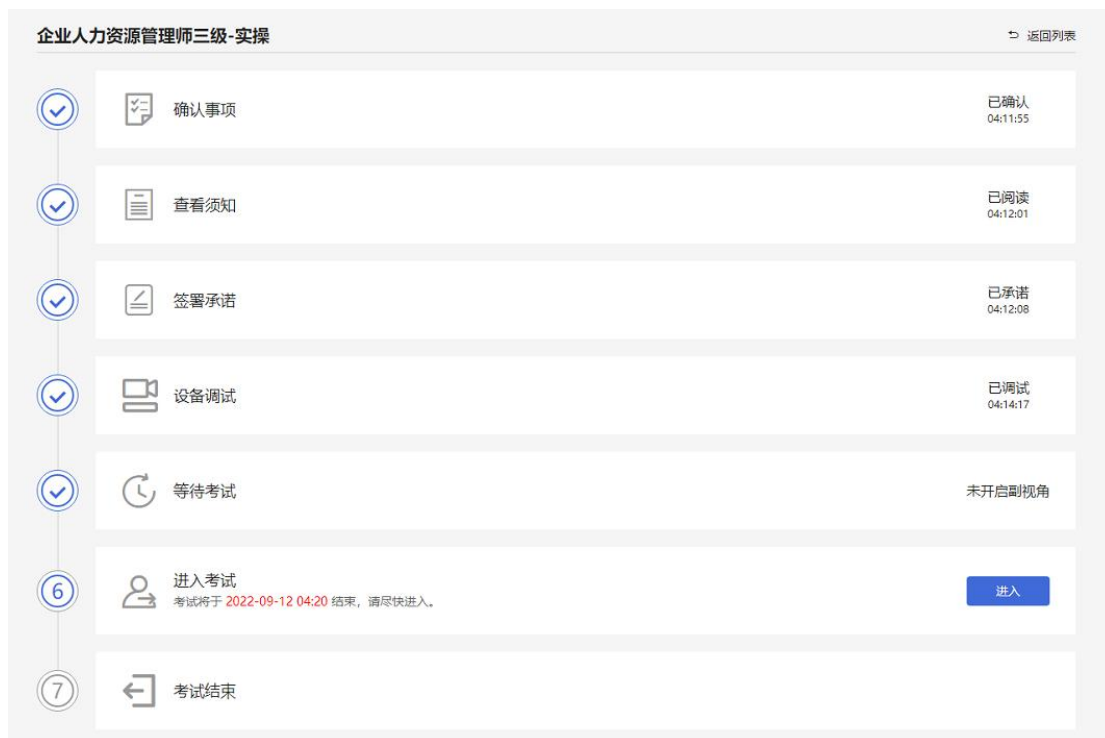 企业人力资源管理师三级-实操
返回列表
确认事项
已确认
04:11:55
查看须知
已阅读
04:12:01
签署承诺
已承诺
04:12:08
设备调试
已调试
04:14:17
等待考试
未开启副视角
6
进入考试
考试将于 2022-09-12 04:20 结束，请尽快进入。
进入
7
考试结束